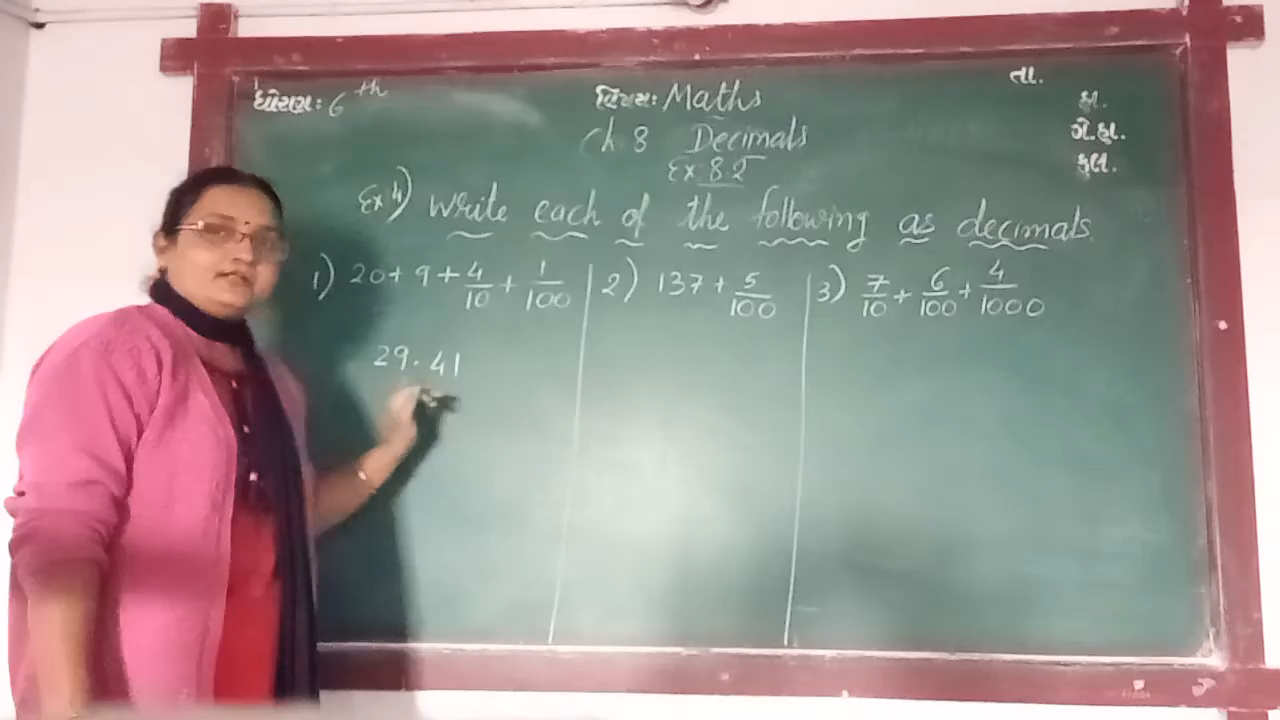 ધોરણ: 6th
વિષય: Maths
તા.
હા.
ગે.હા.
કુલ.
Ch 8 Decimals
Ex 8.2
Ex 4) Write each of the following as decimals.
1) 20 + 9 + 4/10 + 1/100
2) 137 + 5/100
3) 7/10 + 6/100 + 4/1000
29.41